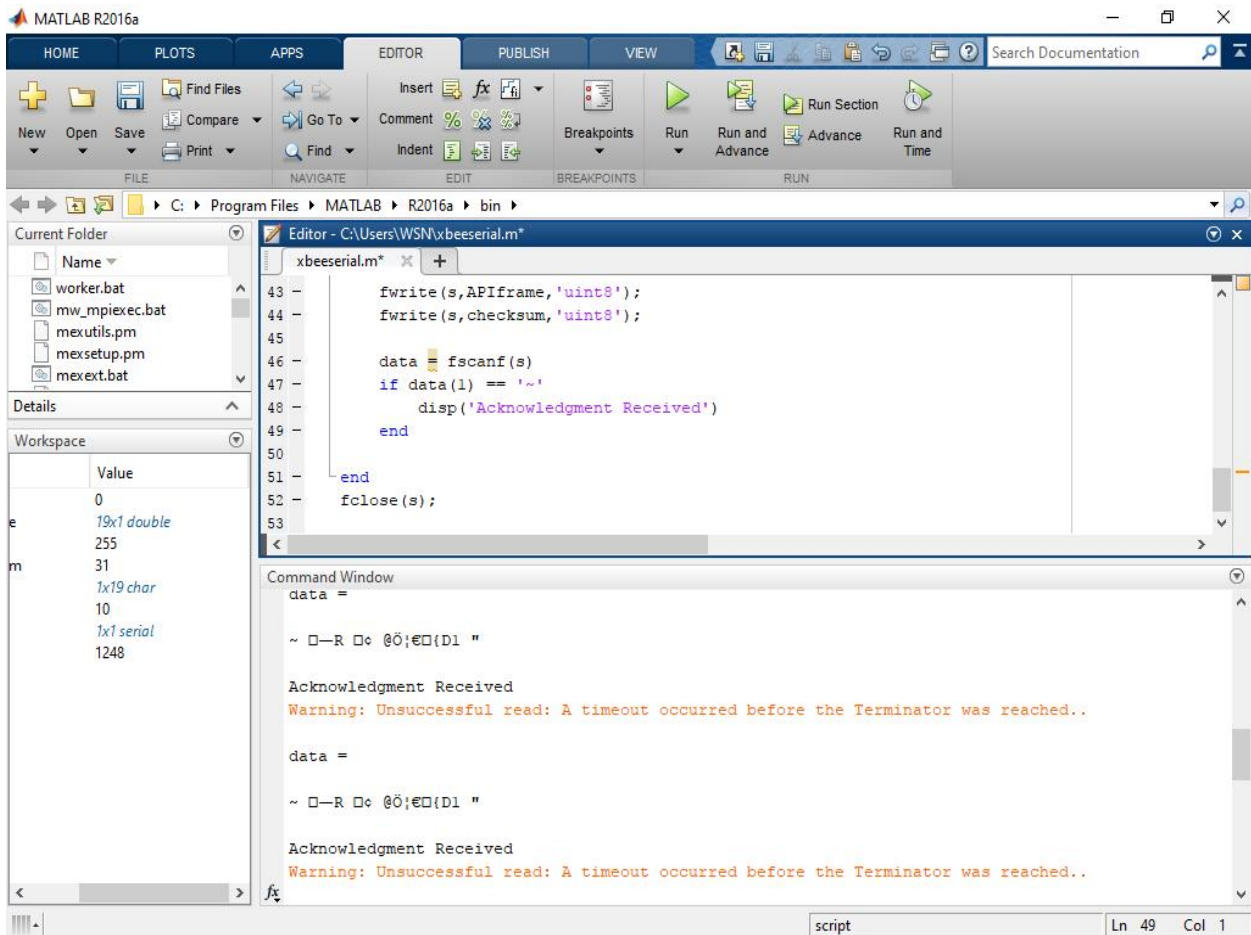 MATLAB R2016a
HOME PLOTS APPS EDITOR PUBLISH VIEW Search Documentation
New Open Save Find Files Compare Print
Go To Find
Insert fx
Comment %
Indent
Breakpoints Run Run and Advance Run Section Advance Run and Time
FILE NAVIGATE EDIT BREAKPOINTS RUN
C: Program Files MATLAB R2016a bin
Current Folder
Name
worker.bat
mw_mpiexec.bat
mexutils.pm
mexsetup.pm
mexext.bat
Details
Workspace
Value
0
e 19x1 double
255
m 31
1x19 char
10
1x1 serial
1248
Editor - C:\Users\WSN\xbeeserial.m*
xbeeserial.m* +
43 - fwrite(s,APIframe,'uint8');
44 - fwrite(s,checksum,'uint8');
45
46 - data = fscanf(s)
47 - if data(1) == '~'
48 - disp('Acknowledgment Received')
49 - end
50
51 - end
52 - fclose(s);
53
Command Window
data =
~ □—R □¢ @Ö¦€□{D1 "
Acknowledgment Received
Warning: Unsuccessful read: A timeout occurred before the Terminator was reached..
data =
~ □—R □¢ @Ö¦€□{D1 "
Acknowledgment Received
Warning: Unsuccessful read: A timeout occurred before the Terminator was reached..
fx
script Ln 49 Col 1